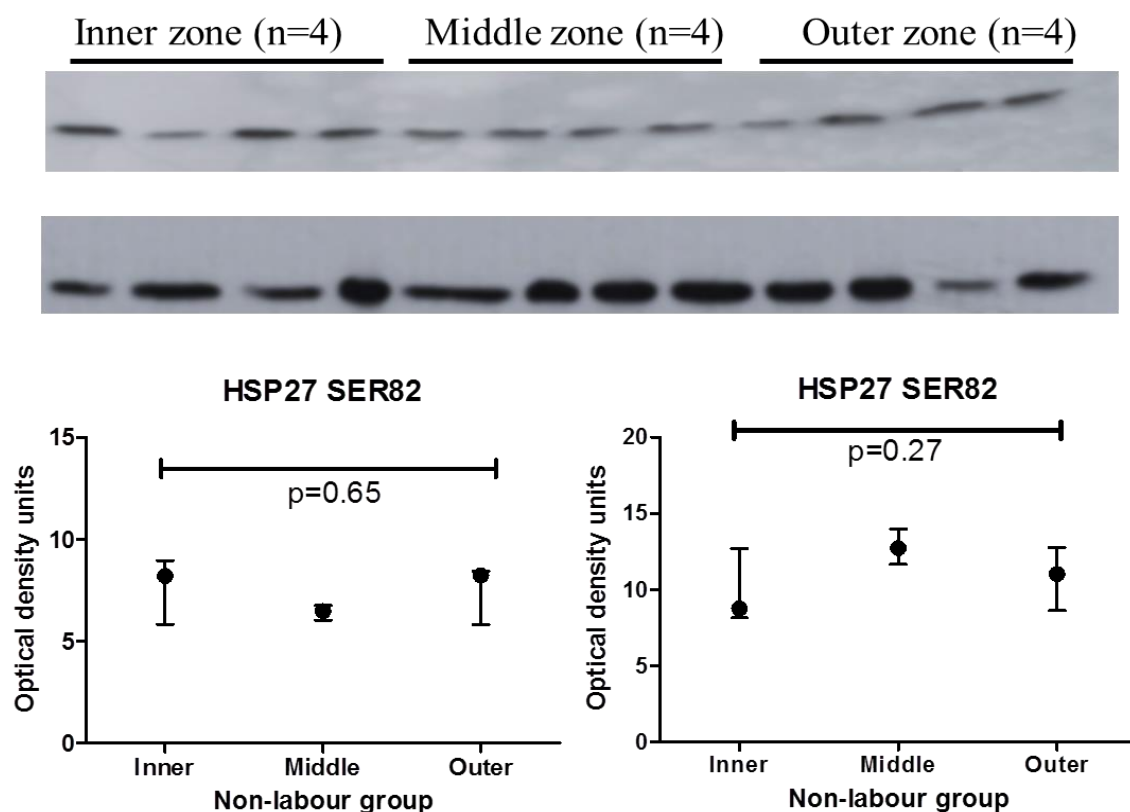 Inner zone (n=4) Middle zone (n=4) Outer zone (n=4)
HSP27 SER82
15
10
5
0
Optical density units
p=0.65
Inner Middle Outer
Non-labour group
HSP27 SER82
20
15
10
5
0
Optical density units
p=0.27
Inner Middle Outer
Non-labour group